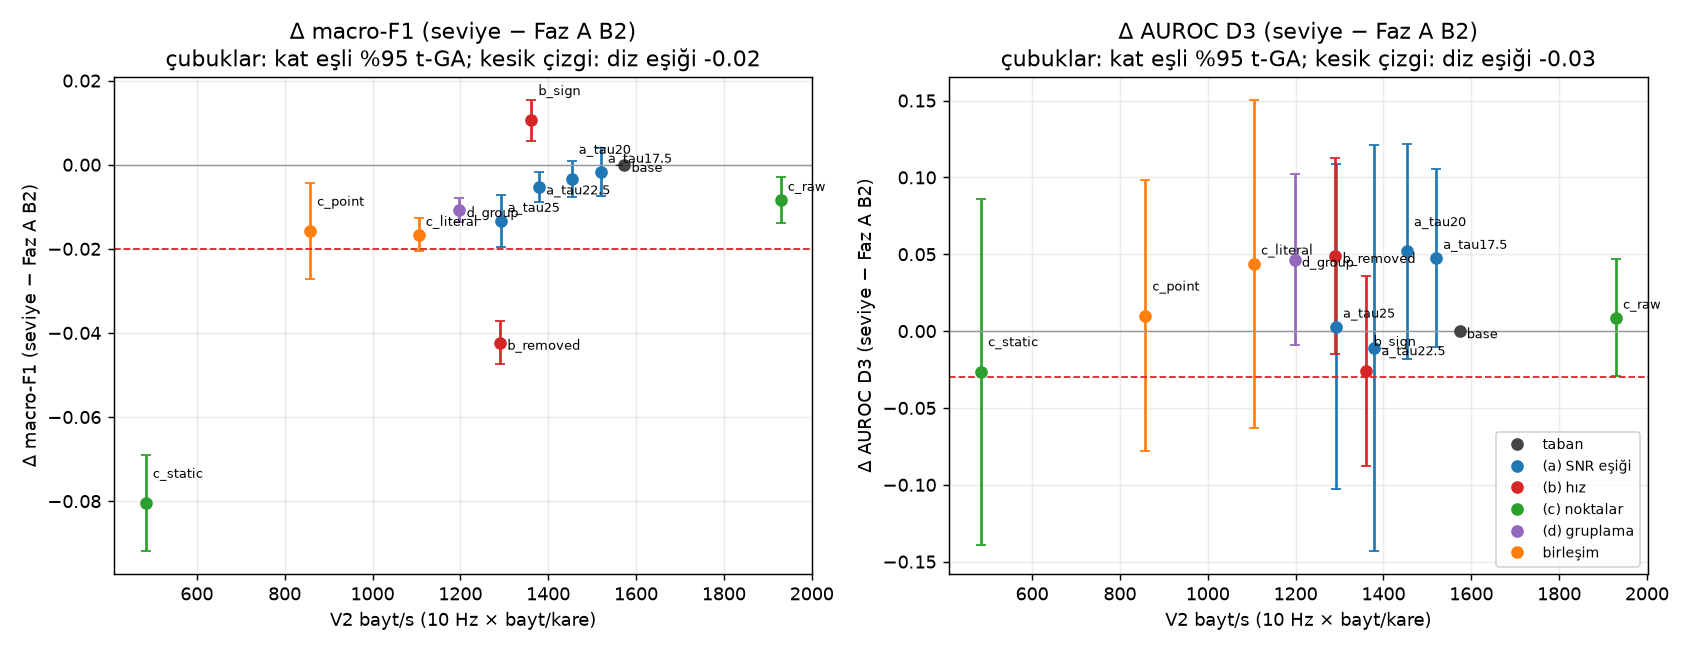 Δ macro-F1 (seviye − Faz A B2)
çubuklar: kat eşli %95 t-GA; kesik çizgi: diz eşiği -0.02
Δ macro-F1 (seviye − Faz A B2)
0.02
0.00
−0.02
−0.04
−0.06
−0.08
b_sign
a_tau20
a_tau17.5
base
a_tau22.5
c_raw
c_point
a_tau25
d_group
c_literal
b_removed
c_static
600
800
1000
1200
1400
1600
1800
2000
V2 bayt/s (10 Hz × bayt/kare)
Δ AUROC D3 (seviye − Faz A B2)
çubuklar: kat eşli %95 t-GA; kesik çizgi: diz eşiği -0.03
Δ AUROC D3 (seviye − Faz A B2)
0.15
0.10
0.05
0.00
−0.05
−0.10
−0.15
a_tau20
a_tau17.5
c_literal
b_removed
d_group
c_point
c_raw
a_tau25
base
c_static
b_sign
a_tau22.5
taban
(a) SNR eşiği
(b) hız
(c) noktalar
(d) gruplama
birleşim
600
800
1000
1200
1400
1600
1800
2000
V2 bayt/s (10 Hz × bayt/kare)